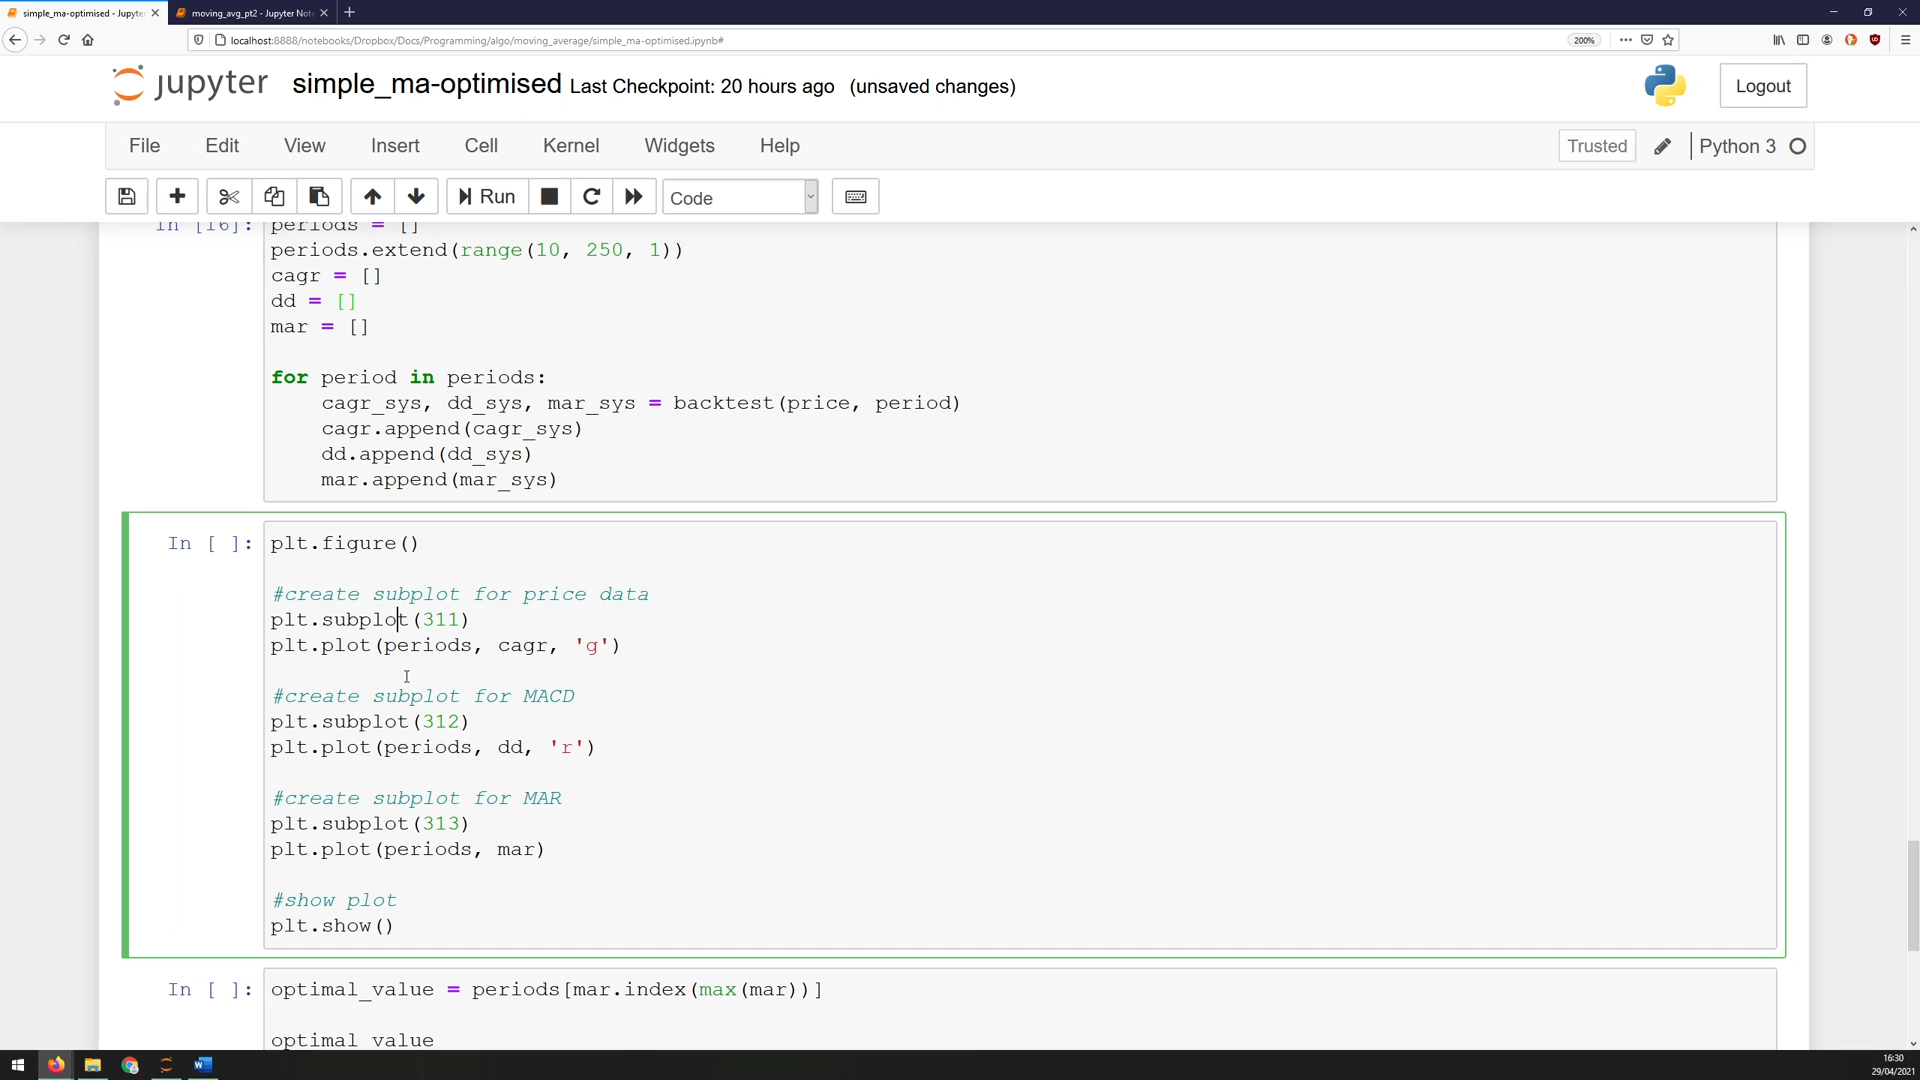 simple_ma-optimised - Jupyter
moving_avg_pt2 - Jupyter Not
localhost:8888/notebooks/Dropbox/Docs/Programming/algo/moving_average/simple_ma-optimised.ipynb#
200%
jupyter simple_ma-optimised Last Checkpoint: 20 hours ago (unsaved changes)
Logout
File Edit View Insert Cell Kernel Widgets Help
Trusted Python 3
Run Code
In [16]: periods = []
periods.extend(range(10, 250, 1))
cagr = []
dd = []
mar = []
for period in periods:
cagr_sys, dd_sys, mar_sys = backtest(price, period)
cagr.append(cagr_sys)
dd.append(dd_sys)
mar.append(mar_sys)
In [ ]: plt.figure()
#create subplot for price data
plt.subplot(311)
plt.plot(periods, cagr, 'g')
#create subplot for MACD
plt.subplot(312)
plt.plot(periods, dd, 'r')
#create subplot for MAR
plt.subplot(313)
plt.plot(periods, mar)
#show plot
plt.show()
In [ ]: optimal_value = periods[mar.index(max(mar))]
optimal_value
16:30
29/04/2021